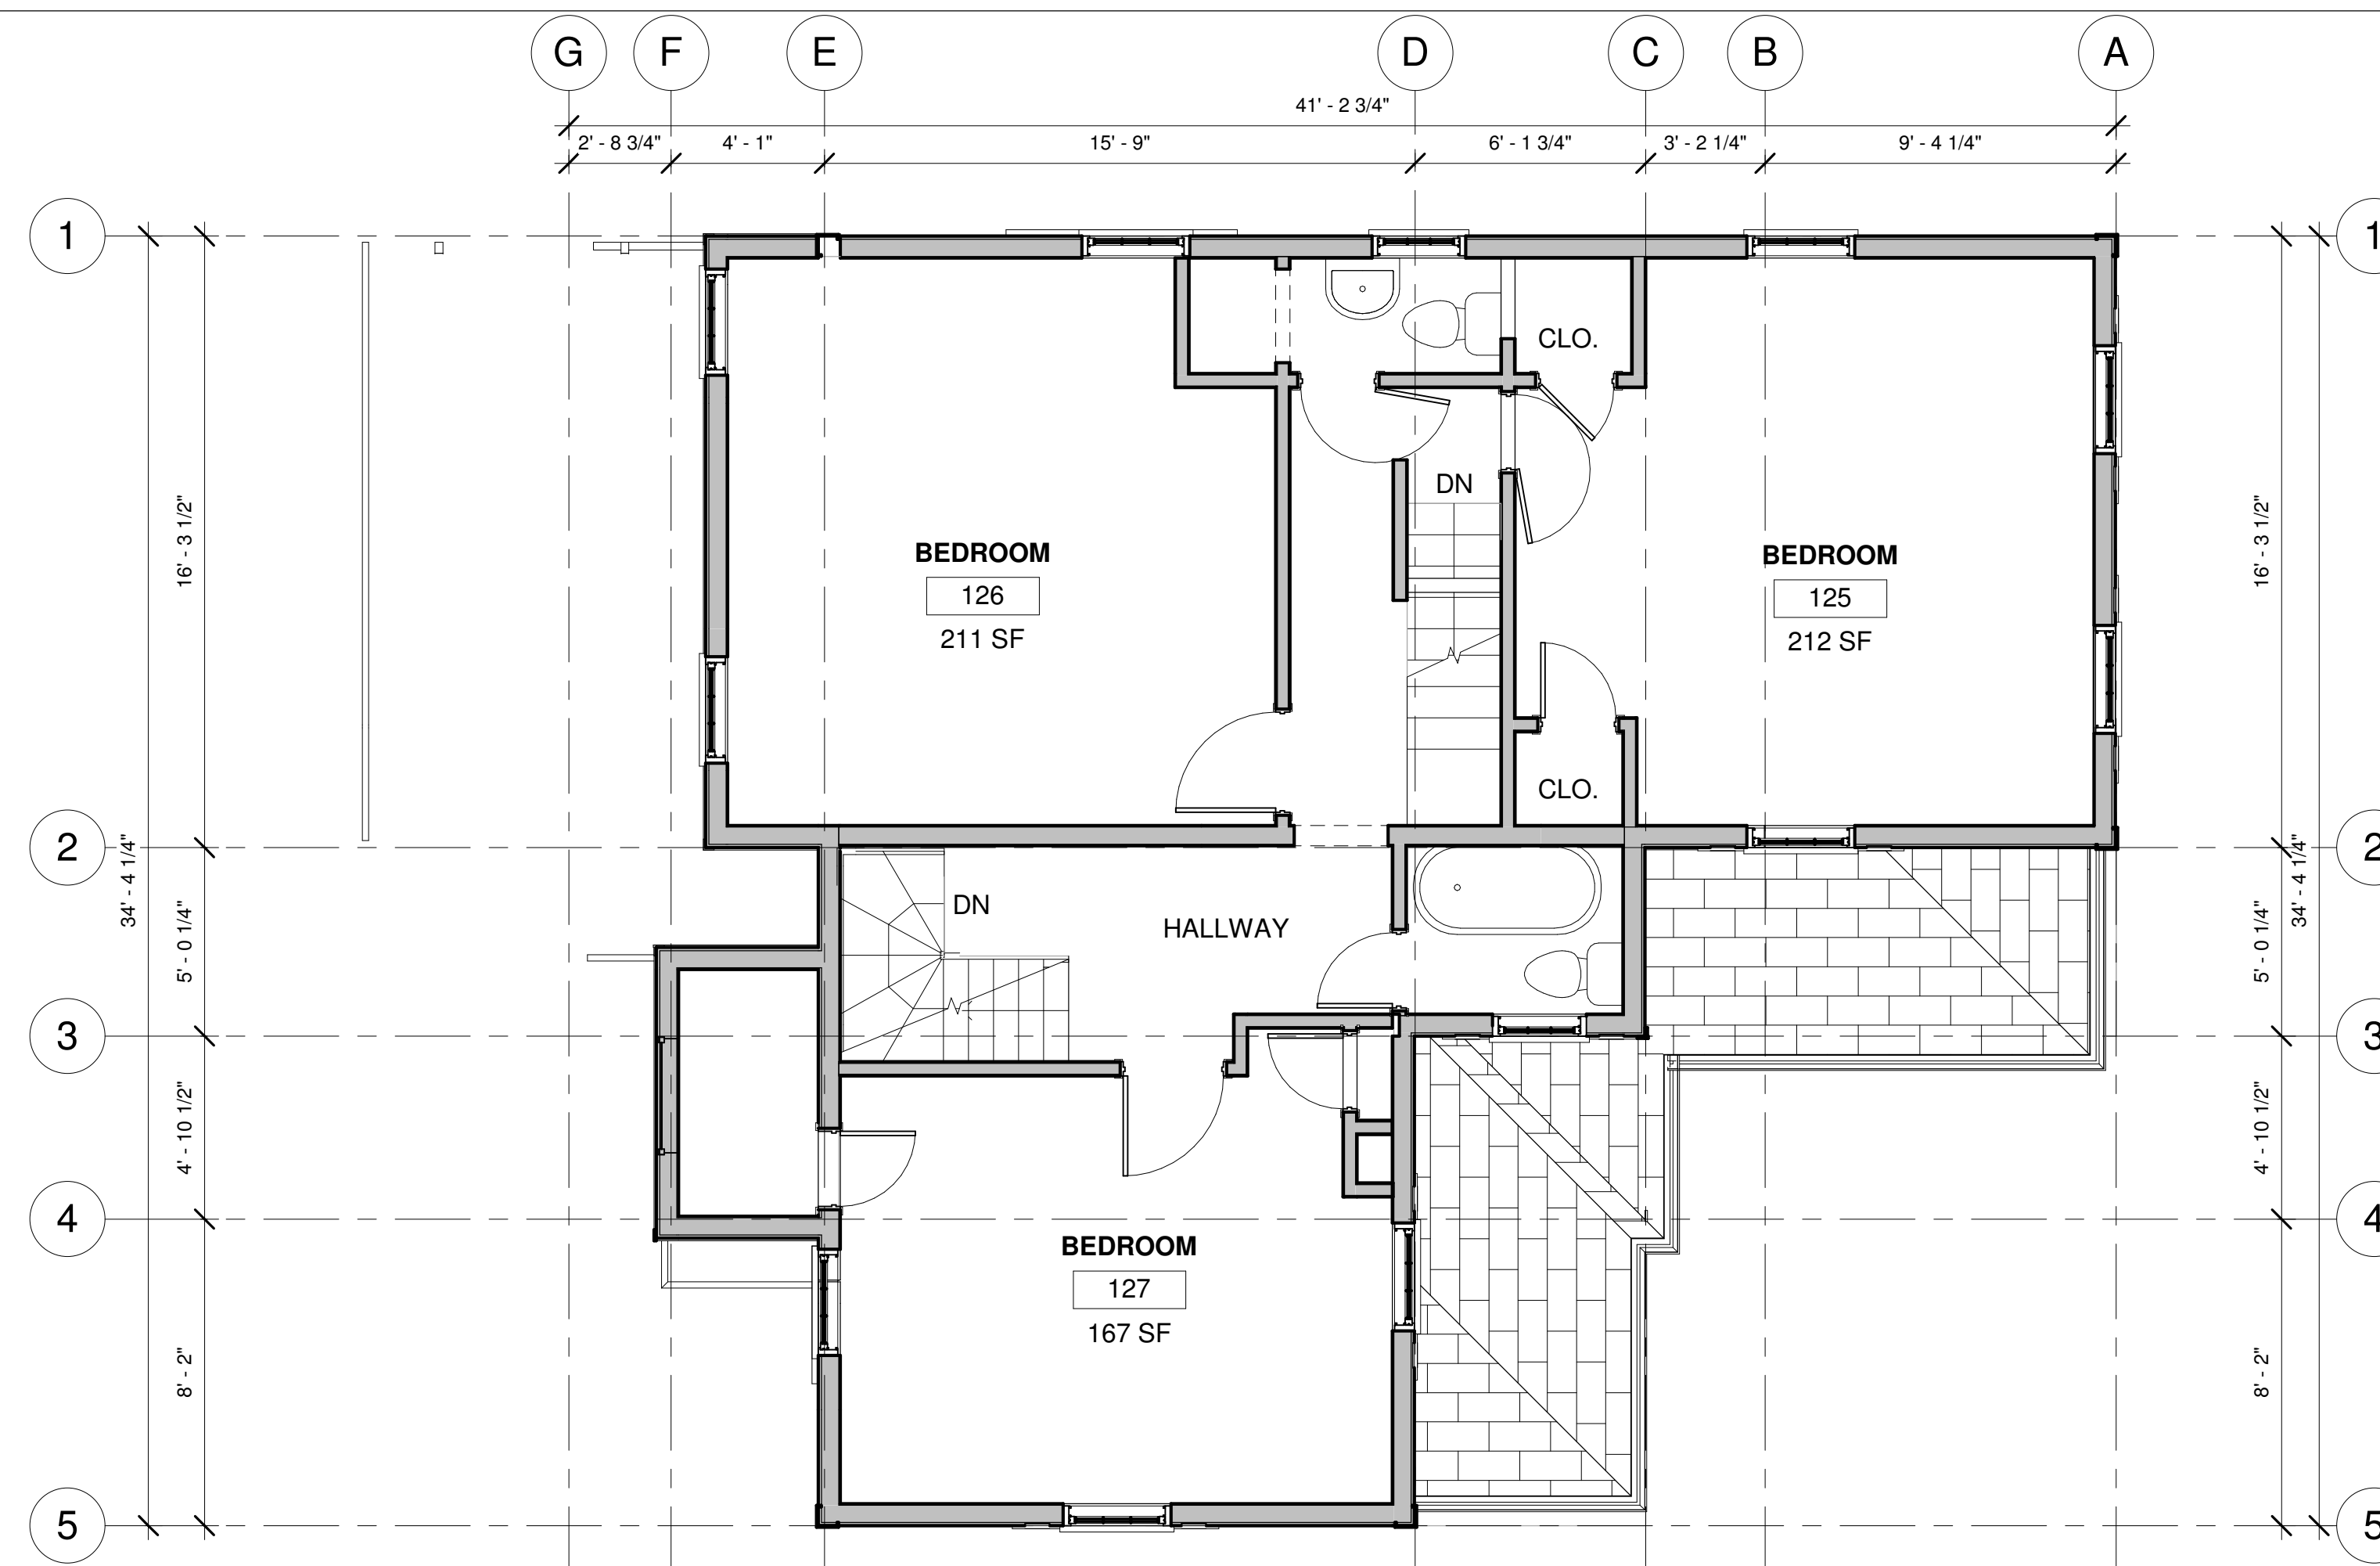 G F E D C B A
41' - 2 3/4"
2' - 8 3/4" 4' - 1" 15' - 9" 6' - 1 3/4" 3' - 2 1/4" 9' - 4 1/4"
1 1
CLO.
16' - 3 1/2" DN 16' - 3 1/2"
BEDROOM BEDROOM
126 125
211 SF 212 SF
CLO.
2 2
34' - 4 1/4" 34' - 4 1/4"
DN
HALLWAY
5' - 0 1/4" 5' - 0 1/4"
3 3
4' - 10 1/2" 4' - 10 1/2"
4 4
BEDROOM
127
167 SF
8' - 2" 8' - 2"
5 5